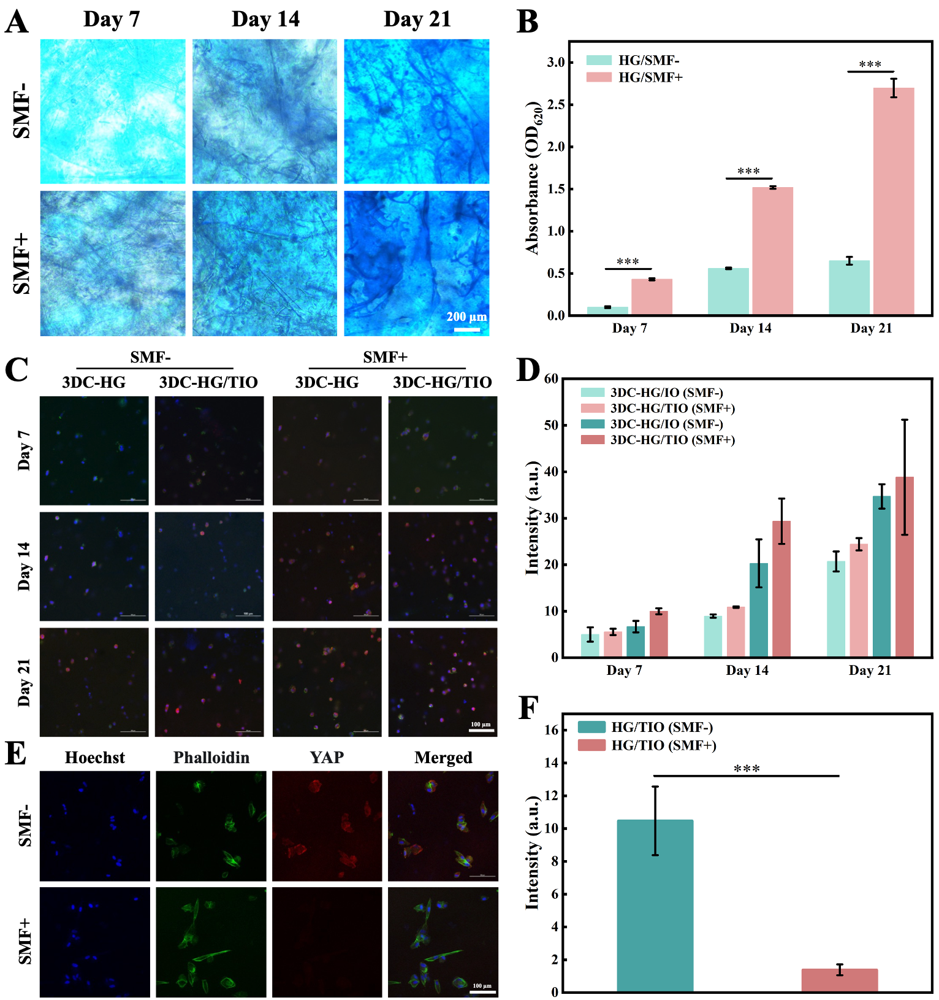 A
Day 7
Day 14
Day 21
SMF-
SMF+
200 μm
B
HG/SMF-
HG/SMF+
3.0
2.5
2.0
1.5
1.0
0.5
0.0
Absorbance (OD620)
***
***
***
Day 7
Day 14
Day 21
C
SMF-
SMF+
3DC-HG
3DC-HG/TIO
3DC-HG
3DC-HG/TIO
Day 7
Day 14
Day 21
100 μm
D
3DC-HG/IO (SMF-)
3DC-HG/TIO (SMF+)
3DC-HG/IO (SMF-)
3DC-HG/TIO (SMF+)
60
50
40
30
20
10
0
Intensity (a.u.)
Day 7
Day 14
Day 21
E
Hoechst
Phalloidin
YAP
Merged
SMF-
SMF+
100 μm
F
HG/TIO (SMF-)
HG/TIO (SMF+)
***
16
14
12
10
8
6
4
2
0
Intensity (a.u.)